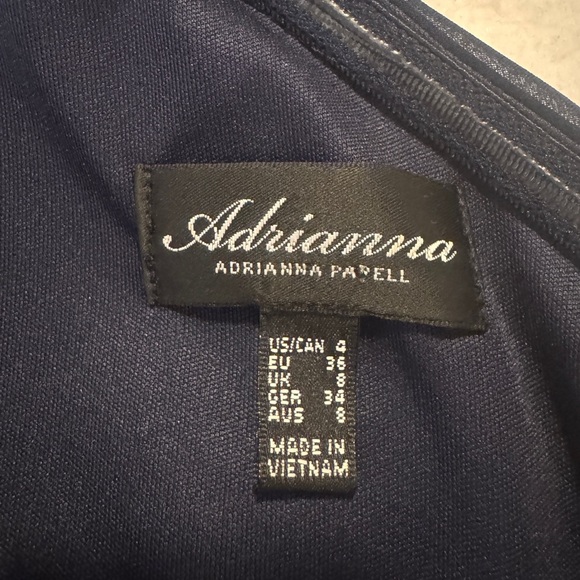 Adrianna
ADRIANNA PAPELL
US/CAN 4
EU 36
UK 8
GER 34
AUS 8
MADE IN
VIETNAM